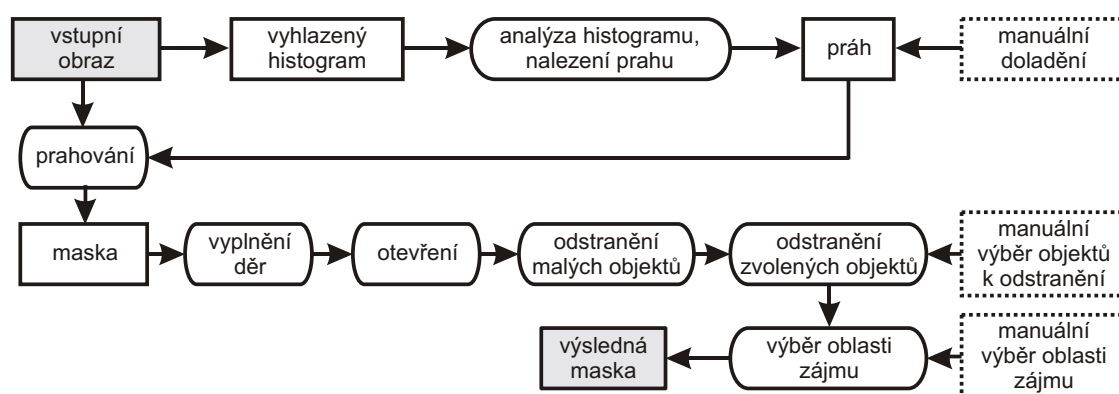 vstupní
obraz
vyhlazený
histogram
analýza histogramu,
nalezení prahu
práh
manuální
doladění
prahování
maska
vyplnění
děr
otevření
odstranění
malých objektů
odstranění
zvolených objektů
manuální
výběr objektů
k odstranění
výsledná
maska
výběr oblasti
zájmu
manuální
výběr oblasti
zájmu